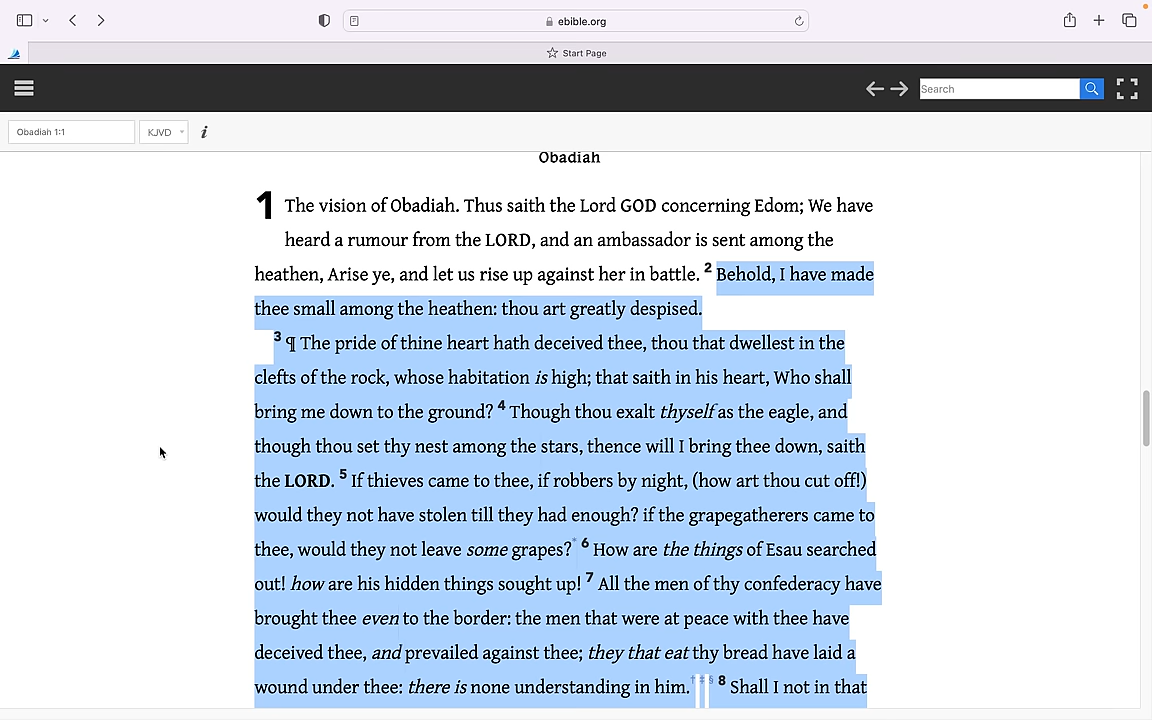 ebible.org
Start Page
Search
Obadiah 1:1
KJVD
i
Obadiah
1 The vision of Obadiah. Thus saith the Lord GOD concerning Edom; We have
heard a rumour from the LORD, and an ambassador is sent among the
heathen, Arise ye, and let us rise up against her in battle. 2 Behold, I have made
thee small among the heathen: thou art greatly despised.
3 ¶ The pride of thine heart hath deceived thee, thou that dwellest in the
clefts of the rock, whose habitation is high; that saith in his heart, Who shall
bring me down to the ground? 4 Though thou exalt thyself as the eagle, and
though thou set thy nest among the stars, thence will I bring thee down, saith
the LORD. 5 If thieves came to thee, if robbers by night, (how art thou cut off!)
would they not have stolen till they had enough? if the grapegatherers came to
thee, would they not leave some grapes?* 6 How are the things of Esau searched
out! how are his hidden things sought up! 7 All the men of thy confederacy have
brought thee even to the border: the men that were at peace with thee have
deceived thee, and prevailed against thee; they that eat thy bread have laid a
wound under thee: there is none understanding in him.† ‡ § 8 Shall I not in that